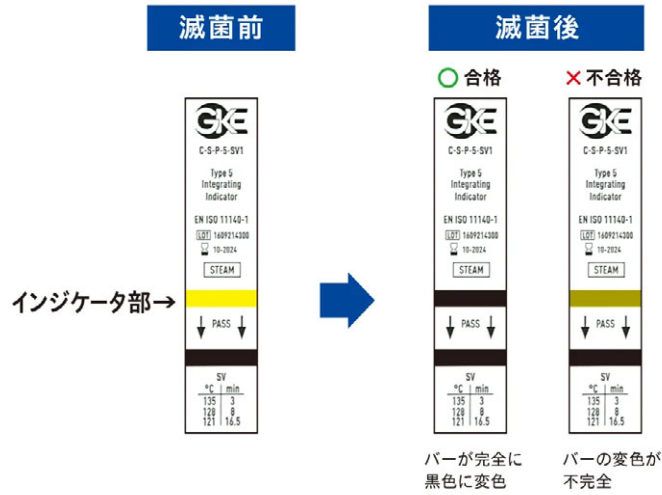 滅菌前
滅菌後
○ 合格
× 不合格
GKE
C-S-P-5-SV1
Type 5
Integrating
Indicator
EN ISO 11140-1
LOT 1609214300
10-2024
STEAM
インジケータ部→
↓ PASS ↓
SV
°C min
135 3
128 8
121 16.5
GKE
C-S-P-5-SV1
Type 5
Integrating
Indicator
EN ISO 11140-1
LOT 1609214300
10-2024
STEAM
↓ PASS ↓
SV
°C min
135 3
128 8
121 16.5
バーが完全に
黒色に変色
GKE
C-S-P-5-SV1
Type 5
Integrating
Indicator
EN ISO 11140-1
LOT 1609214300
10-2024
STEAM
↓ PASS ↓
SV
°C min
135 3
128 8
121 16.5
バーの変色が
不完全